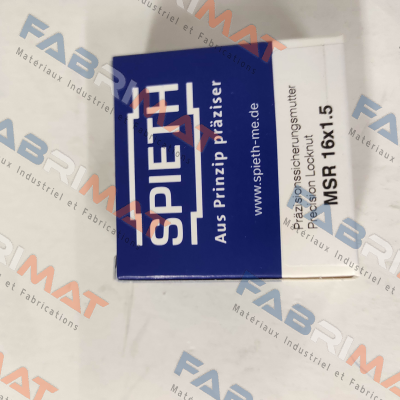 SPIETH
Aus Prinzip präziser
www.spieth-me.de
Präzisionssicherungsmutter
Precision Locknut
MSR 16x1.5
FABRIMAT
Matériaux Industriel et Fabrications